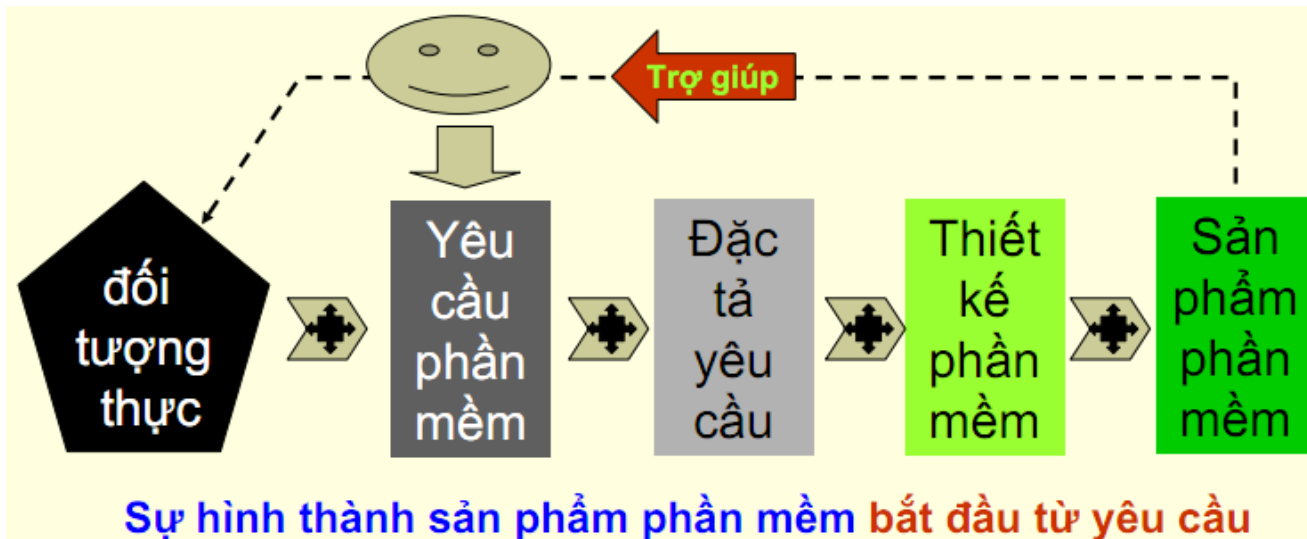 Trợ giúp
đối
tượng
thực
Yêu
cầu
phần
mềm
Đặc
tả
yêu
cầu
Thiết
kế
phần
mềm
Sản
phẩm
phần
mềm
Sự hình thành sản phẩm phần mềm bắt đầu từ yêu cầu